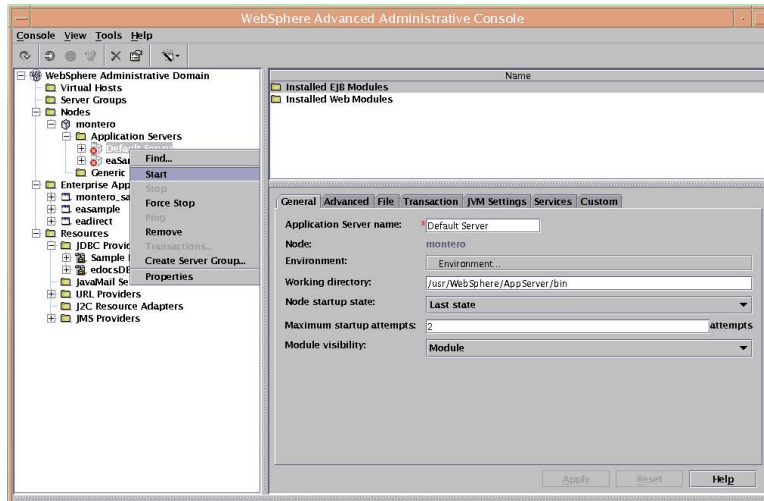 WebSphere Advanced Administrative Console
Console View Tools Help
WebSphere Administrative Domain
Virtual Hosts
Server Groups
Nodes
montero
Application Servers
Default Server
Generic
Enterprise App
easample
eadirect
Resources
JDBC Provid
Sample
edocsDB
JavaMail Se
URL Providers
J2C Resource Adapters
JMS Providers
Find...
Start
Stop
Force Stop
Ping
Remove
Transactions...
Create Server Group...
Properties
Name
Installed EJB Modules
Installed Web Modules
General Advanced File Transaction JVM Settings Services Custom
Application Server name: *Default Server
Node: montero
Environment: Environment...
Working directory: /usr/WebSphere/AppServer/bin
Node startup state: Last state
Maximum startup attempts: 2 attempts
Module visibility: Module
Apply Reset Help